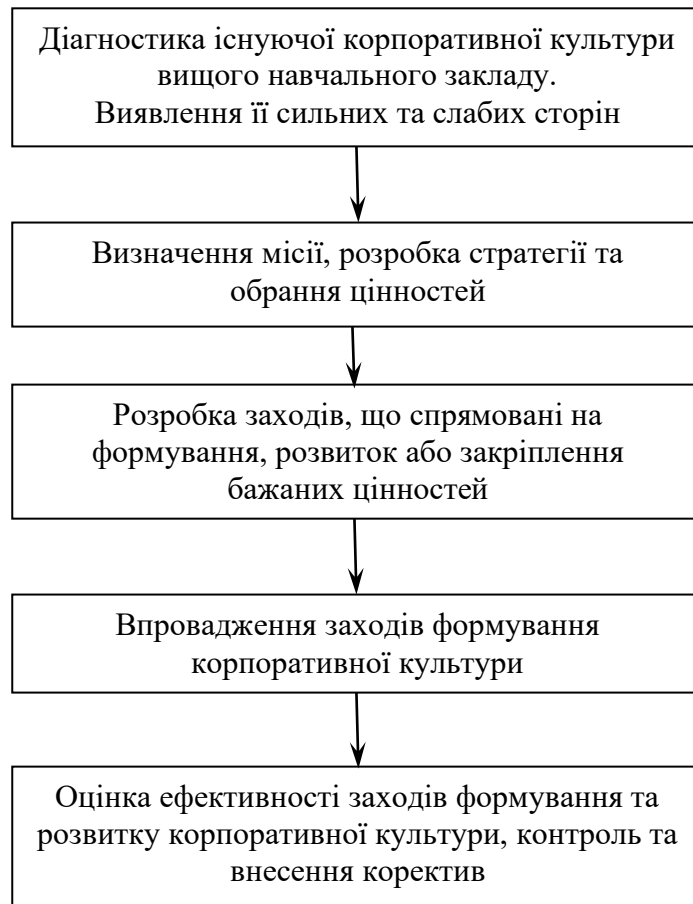 Діагностика існуючої корпоративної культури
вищого навчального закладу.
Виявлення її сильних та слабих сторін
Визначення місії, розробка стратегії та
обрання цінностей
Розробка заходів, що спрямовані на
формування, розвиток або закріплення
бажаних цінностей
Впровадження заходів формування
корпоративної культури
Оцінка ефективності заходів формування та
розвитку корпоративної культури, контроль та
внесення коректив